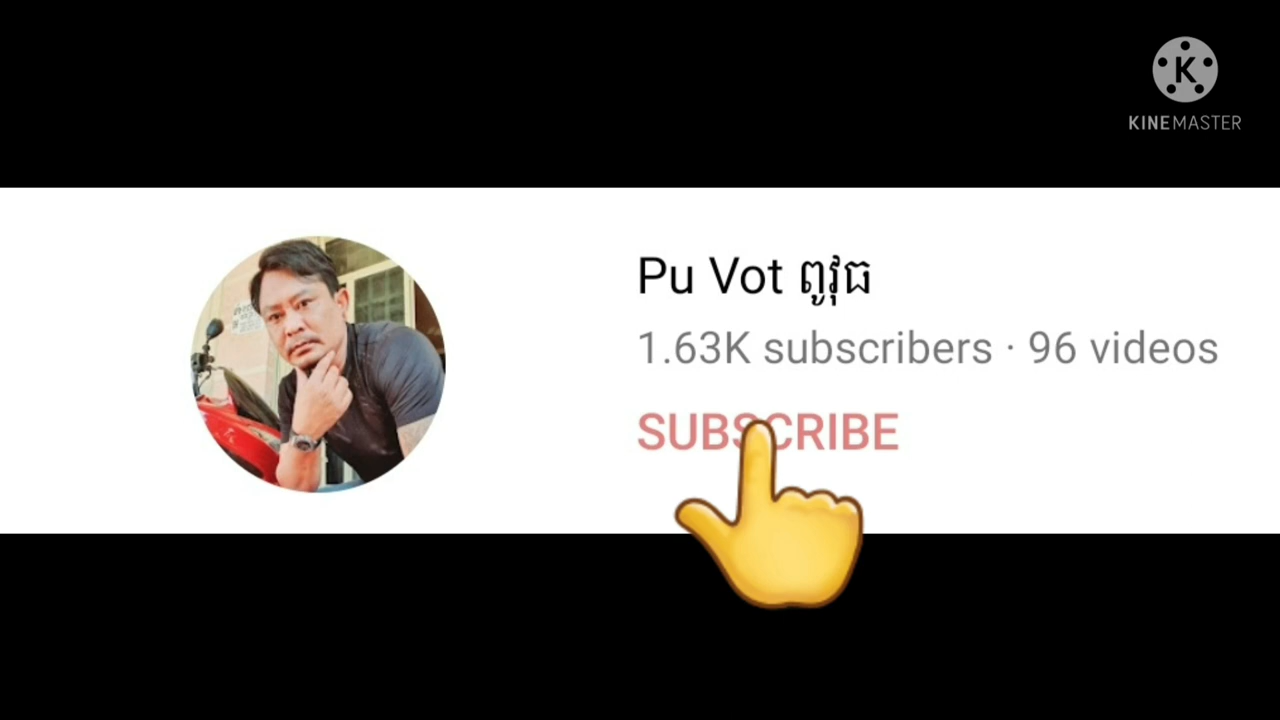 K
KINEMASTER
Pu Vot ពូវុធ
1.63K subscribers · 96 videos
SUBSCRIBE